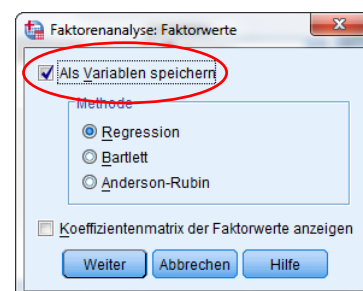 Faktorenanalyse: Faktorwerte
Als Variablen speichern
Methode
Regression
Bartlett
Anderson-Rubin
Koeffizientenmatrix der Faktorwerte anzeigen
Weiter Abbrechen Hilfe